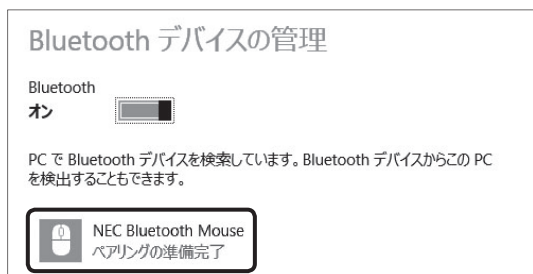 Bluetooth デバイスの管理
Bluetooth
オン
PC で Bluetooth デバイスを検索しています。Bluetooth デバイスからこの PC
を検出することもできます。
NEC Bluetooth Mouse
ペアリングの準備完了